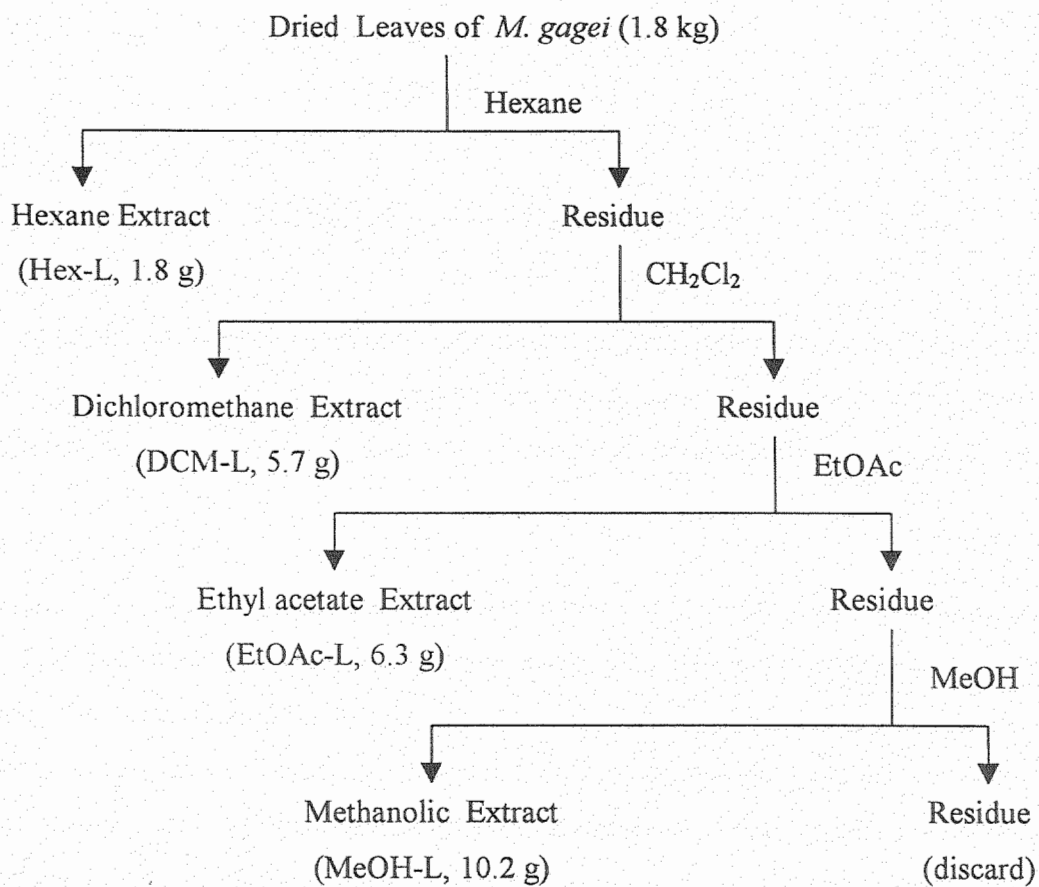 Dried Leaves of M. gagei (1.8 kg)
Hexane
Hexane Extract
(Hex-L, 1.8 g)
Residue
CH₂Cl₂
Dichloromethane Extract
(DCM-L, 5.7 g)
Residue
EtOAc
Ethyl acetate Extract
(EtOAc-L, 6.3 g)
Residue
MeOH
Methanolic Extract
(MeOH-L, 10.2 g)
Residue
(discard)